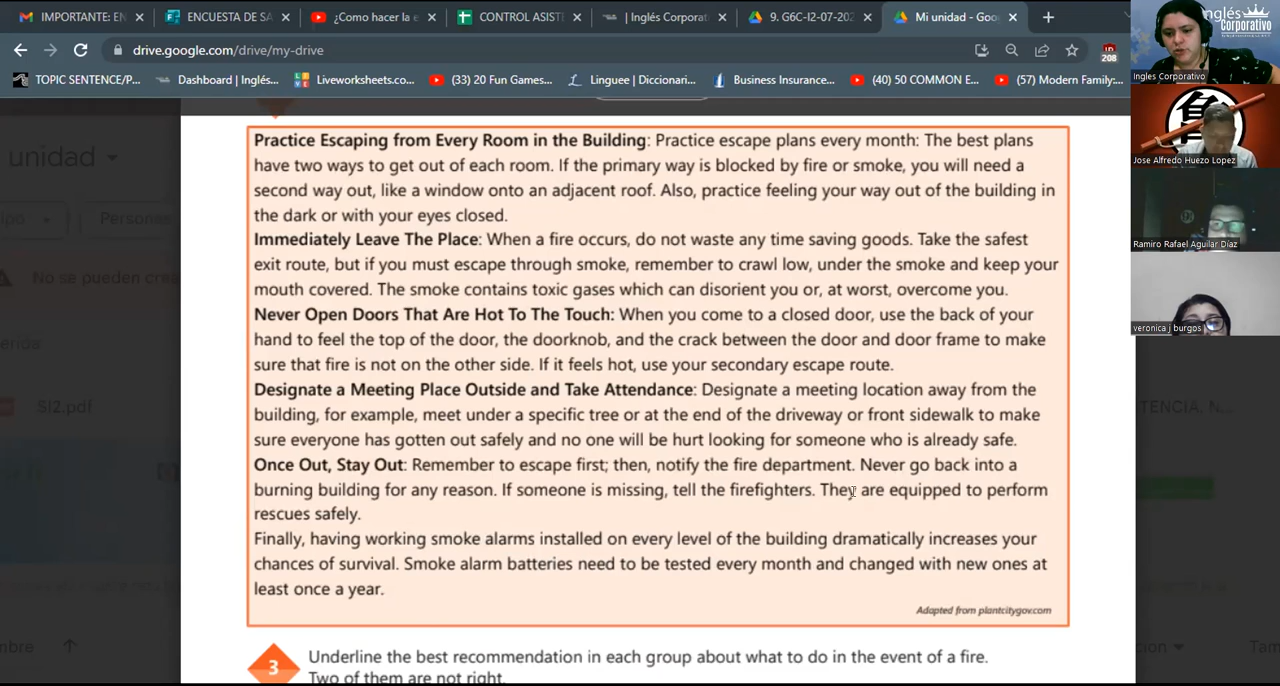 IMPORTANTE: EN
ENCUESTA DE SA
¿Como hacer la e
CONTROL ASIST
| Inglés Corporat
9. G6C-I2-07-202
Mi unidad - Goo
drive.google.com/drive/my-drive
208
TOPIC SENTENCE/P...
Dashboard | Inglés...
Liveworksheets.co...
(33) 20 Fun Games...
Linguee | Diccionari...
Business Insurance...
(40) 50 COMMON E...
(57) Modern Family:...
Inglés
Corporativo
Ingles Corporativo
Jose Alfredo Huezo Lopez
Ramiro Rafael Aguilar Díaz
veronica j burgos
unidad
Personas
No se pueden crea
SI2.pdf
Practice Escaping from Every Room in the Building: Practice escape plans every month: The best plans
have two ways to get out of each room. If the primary way is blocked by fire or smoke, you will need a
second way out, like a window onto an adjacent roof. Also, practice feeling your way out of the building in
the dark or with your eyes closed.
Immediately Leave The Place: When a fire occurs, do not waste any time saving goods. Take the safest
exit route, but if you must escape through smoke, remember to crawl low, under the smoke and keep your
mouth covered. The smoke contains toxic gases which can disorient you or, at worst, overcome you.
Never Open Doors That Are Hot To The Touch: When you come to a closed door, use the back of your
hand to feel the top of the door, the doorknob, and the crack between the door and door frame to make
sure that fire is not on the other side. If it feels hot, use your secondary escape route.
Designate a Meeting Place Outside and Take Attendance: Designate a meeting location away from the
building, for example, meet under a specific tree or at the end of the driveway or front sidewalk to make
sure everyone has gotten out safely and no one will be hurt looking for someone who is already safe.
Once Out, Stay Out: Remember to escape first; then, notify the fire department. Never go back into a
burning building for any reason. If someone is missing, tell the firefighters. They are equipped to perform
rescues safely.
Finally, having working smoke alarms installed on every level of the building dramatically increases your
chances of survival. Smoke alarm batteries need to be tested every month and changed with new ones at
least once a year.
Adapted from plantcitygov.com
3
Underline the best recommendation in each group about what to do in the event of a fire.
Two of them are not right.